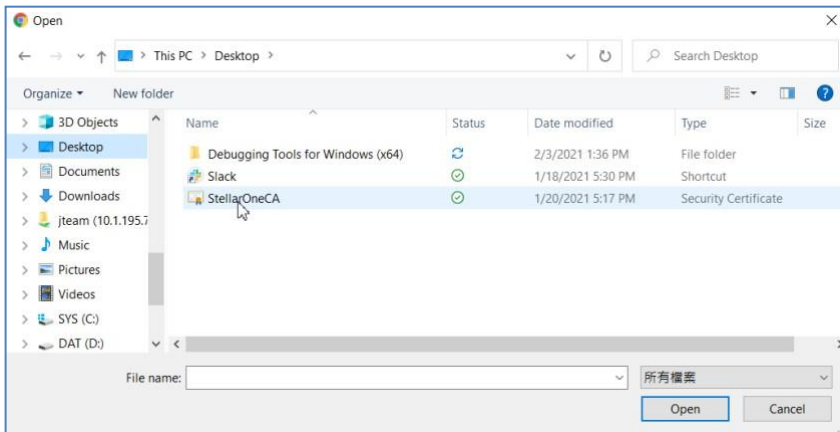 Open
This PC > Desktop >
Search Desktop
Organize
New folder
Name
Status
Date modified
Type
Size
3D Objects
Desktop
Documents
Downloads
jteam (10.1.195.7
Music
Pictures
Videos
SYS (C:)
DAT (D:)
Debugging Tools for Windows (x64)
2/3/2021 1:36 PM
File folder
Slack
1/18/2021 5:30 PM
Shortcut
StellarOneCA
1/20/2021 5:17 PM
Security Certificate
File name:
所有檔案
Open
Cancel